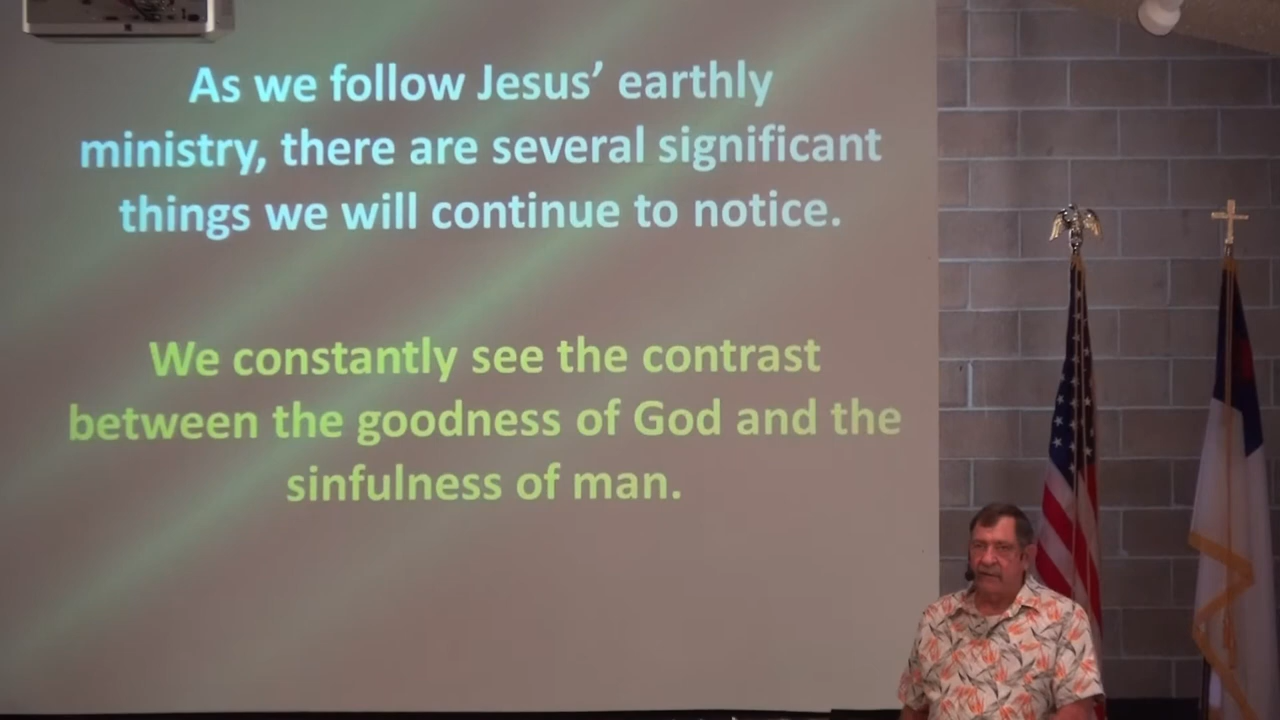 As we follow Jesus’ earthly
ministry, there are several significant
things we will continue to notice.
We constantly see the contrast
between the goodness of God and the
sinfulness of man.